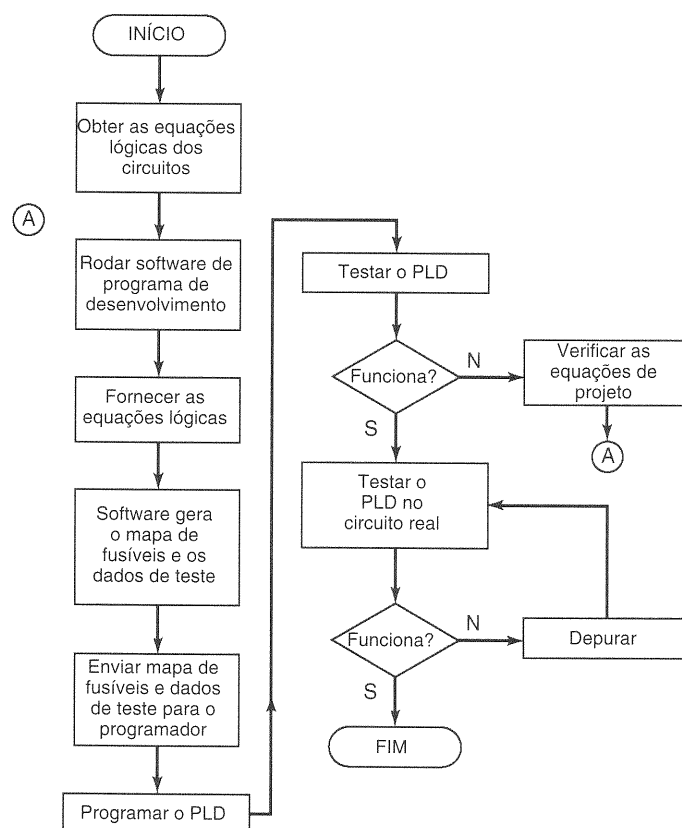 INÍCIO
Obter as equações
lógicas dos
circuitos
A
Rodar software de
programa de
desenvolvimento
Fornecer as
equações lógicas
Software gera
o mapa de
fusíveis e os
dados de teste
Enviar mapa de
fusíveis e dados
de teste para o
programador
Programar o PLD
Testar o PLD
Funciona?
N
Verificar as
equações de
projeto
A
S
Testar o
PLD no
circuito real
Funciona?
N
Depurar
S
FIM